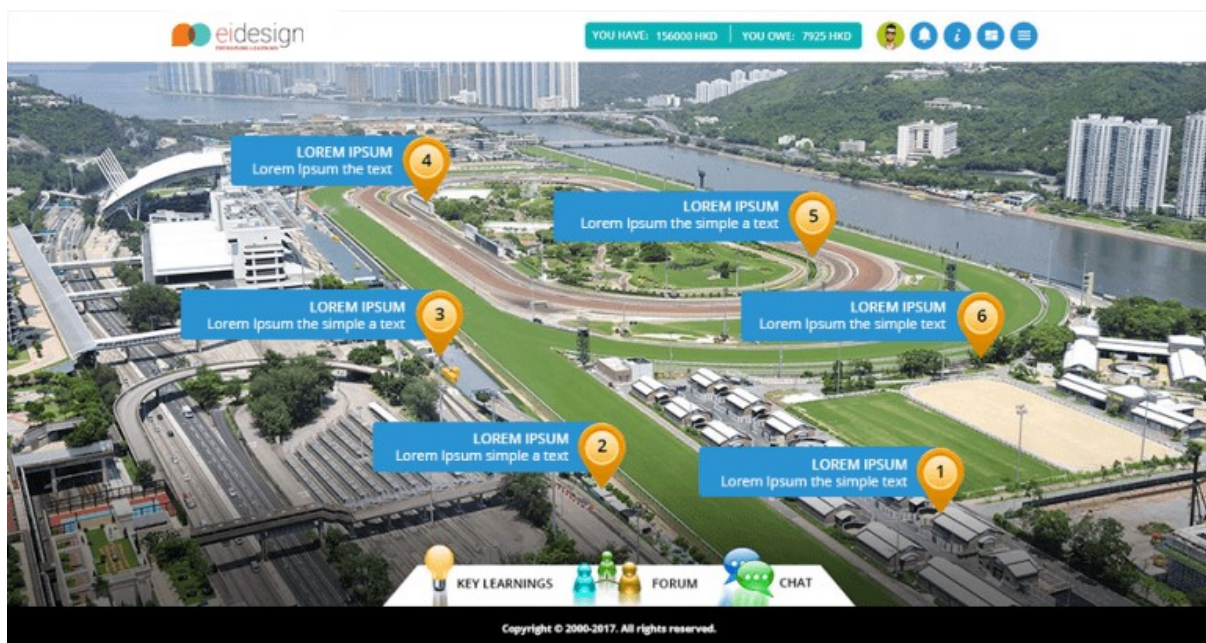 eidesign
YOU HAVE: 156000 HKD YOU OWE: 7925 HKD
LOREM IPSUM
Lorem Ipsum the text
4
LOREM IPSUM
Lorem Ipsum the simple a text
5
LOREM IPSUM
Lorem Ipsum the simple a text
3
LOREM IPSUM
Lorem Ipsum the simple text
6
LOREM IPSUM
Lorem Ipsum simple a text
2
LOREM IPSUM
Lorem Ipsum the simple text
1
KEY LEARNINGS FORUM CHAT
Copyright © 2000-2017. All rights reserved.